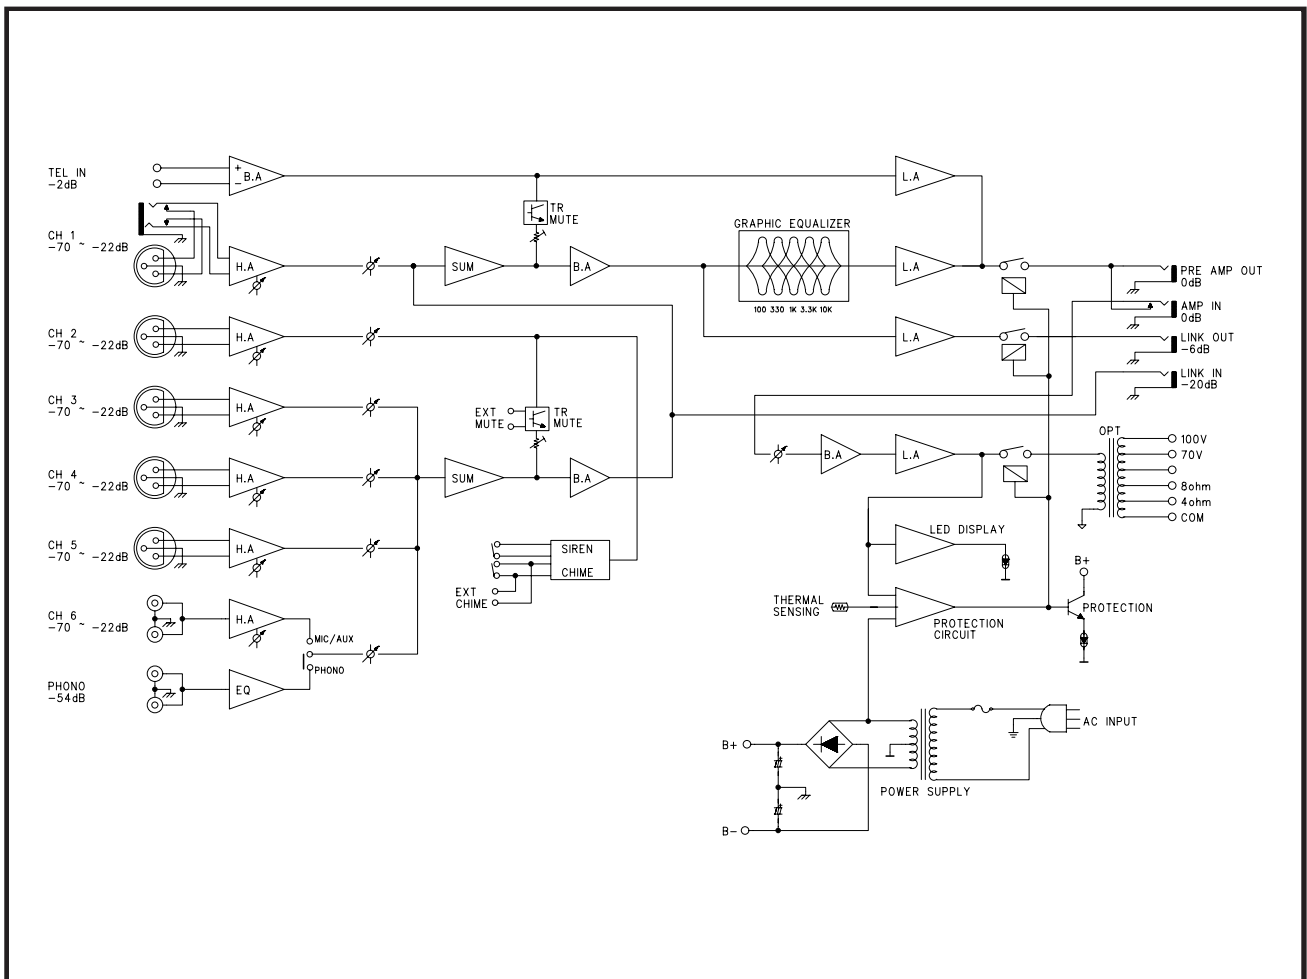 TEL IN
-2dB
+
B.A
-
L.A
TR
MUTE
CH 1
-70 ~ -22dB
H.A
SUM
B.A
GRAPHIC EQUALIZER
100 330 1K 3.3K 10K
L.A
PRE AMP OUT
0dB
AMP IN
0dB
CH 2
-70 ~ -22dB
H.A
L.A
LINK OUT
-6dB
LINK IN
-20dB
CH 3
-70 ~ -22dB
H.A
EXT
MUTE
TR
MUTE
CH 4
-70 ~ -22dB
H.A
SUM
B.A
B.A
L.A
OPT
100V
70V
8ohm
4ohm
COM
CH 5
-70 ~ -22dB
H.A
SIREN
CHIME
EXT
CHIME
LED DISPLAY
THERMAL
SENSING
PROTECTION
CIRCUIT
B+
PROTECTION
CH 6
-70 ~ -22dB
H.A
MIC/AUX
PHONO
PHONO
-54dB
EQ
B+
B-
POWER SUPPLY
AC INPUT